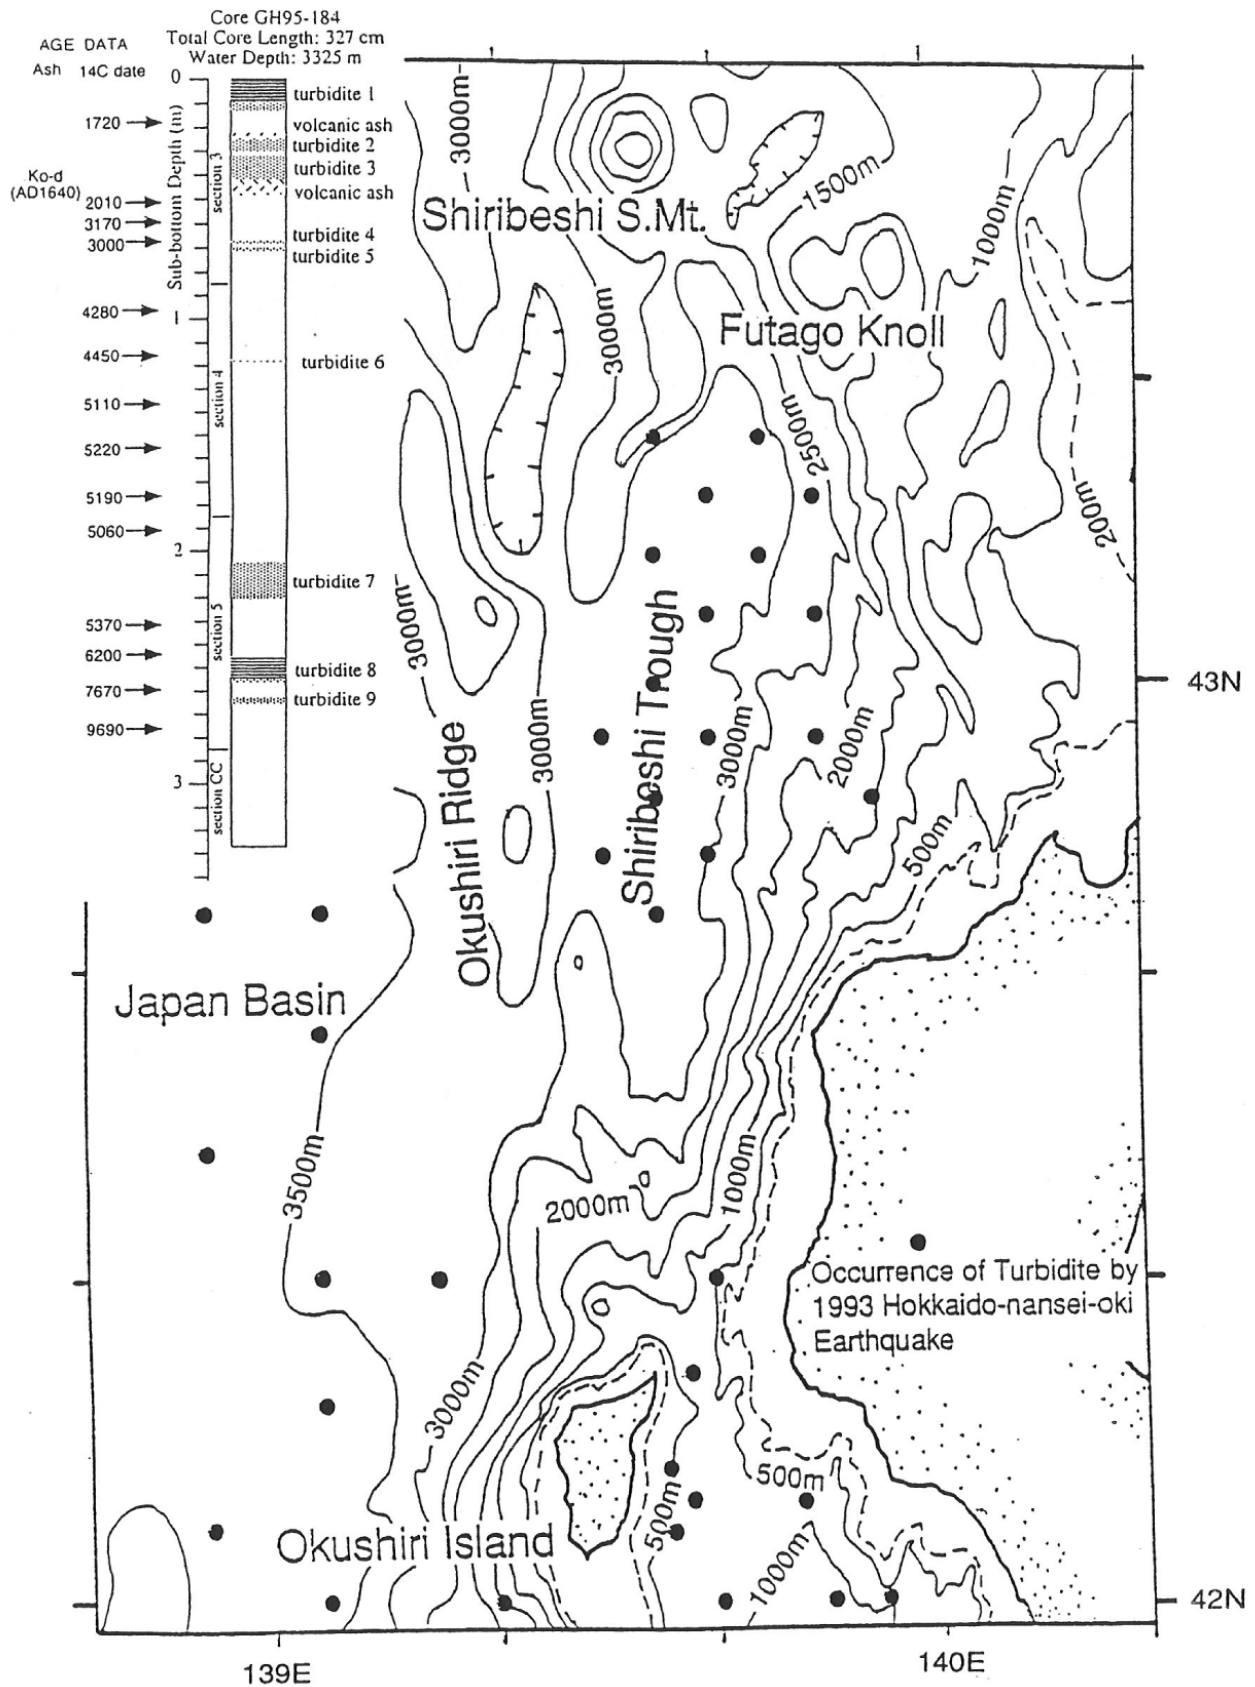 Core GH95-184
Total Core Length: 327 cm
Water Depth: 3325 m
AGE DATA
Ash 14C date
Sub-bottom Depth (m)
0
1
2
3
section 3
section 4
section 5
section CC
1720
Ko-d
(AD1640)
2010
3170
3000
4280
4450
5110
5220
5190
5060
5370
6200
7670
9690
turbidite 1
volcanic ash
turbidite 2
turbidite 3
volcanic ash
turbidite 4
turbidite 5
turbidite 6
turbidite 7
turbidite 8
turbidite 9
3000m
Shiribeshi S.Mt.
1500m
1000m
3000m
Futago Knoll
2500m
200m
3000m
Shiribeshi Trough
43N
Okushiri Ridge
3000m
3000m
2000m
500m
Japan Basin
3500m
2000m
1000m
Occurrence of Turbidite by
1993 Hokkaido-nansei-oki
Earthquake
3000m
500m
500m
Okushiri Island
1000m
42N
139E
140E